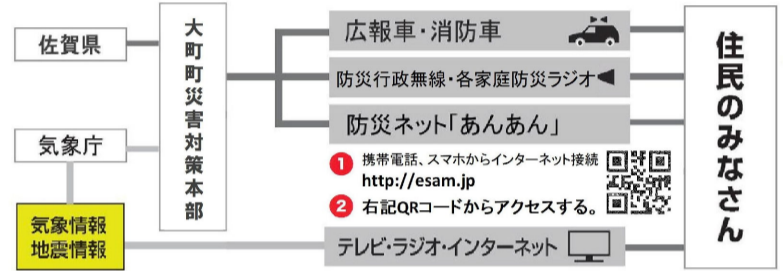 佐賀県
気象庁
気象情報
地震情報
大町町災害対策本部
広報車・消防車
防災行政無線・各家庭防災ラジオ
防災ネット「あんあん」
1 携帯電話、スマホからインターネット接続
http://esam.jp
2 右記QRコードからアクセスする。
テレビ・ラジオ・インターネット
住民のみなさん